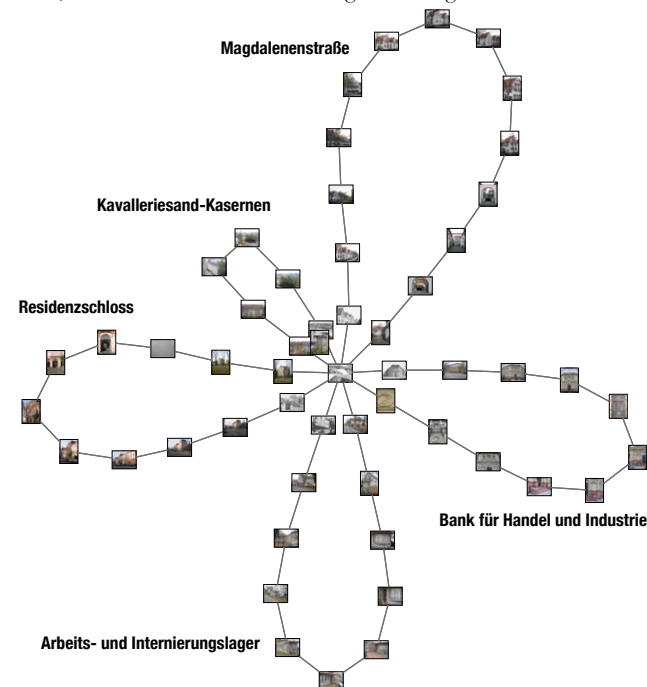 Magdalenenstraße
Kavalleriesand-Kasernen
Residenzschloss
Bank für Handel und Industrie
Arbeits- und Internierungslager